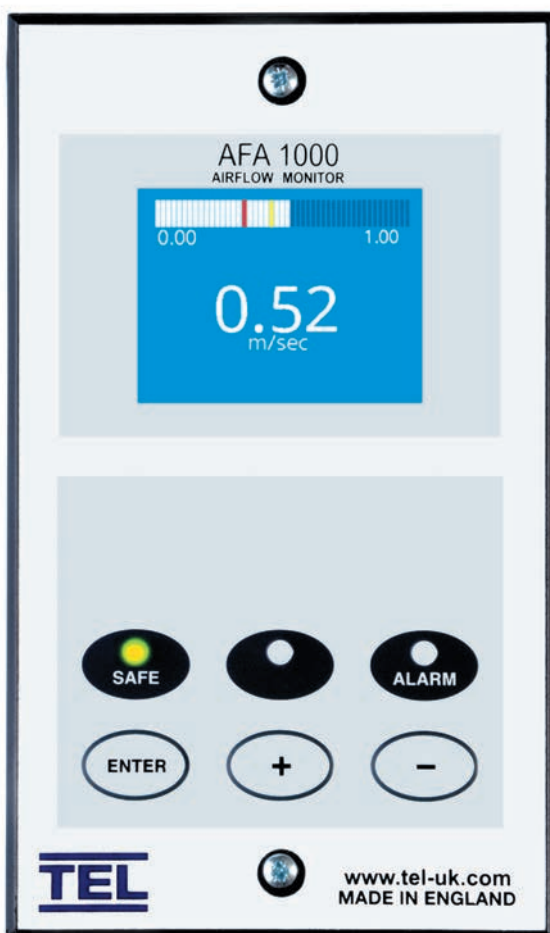 AFA 1000
AIRFLOW MONITOR
0.00 1.00
0.52
m/sec
SAFE
ALARM
ENTER
+
−
TEL
www.tel-uk.com
MADE IN ENGLAND